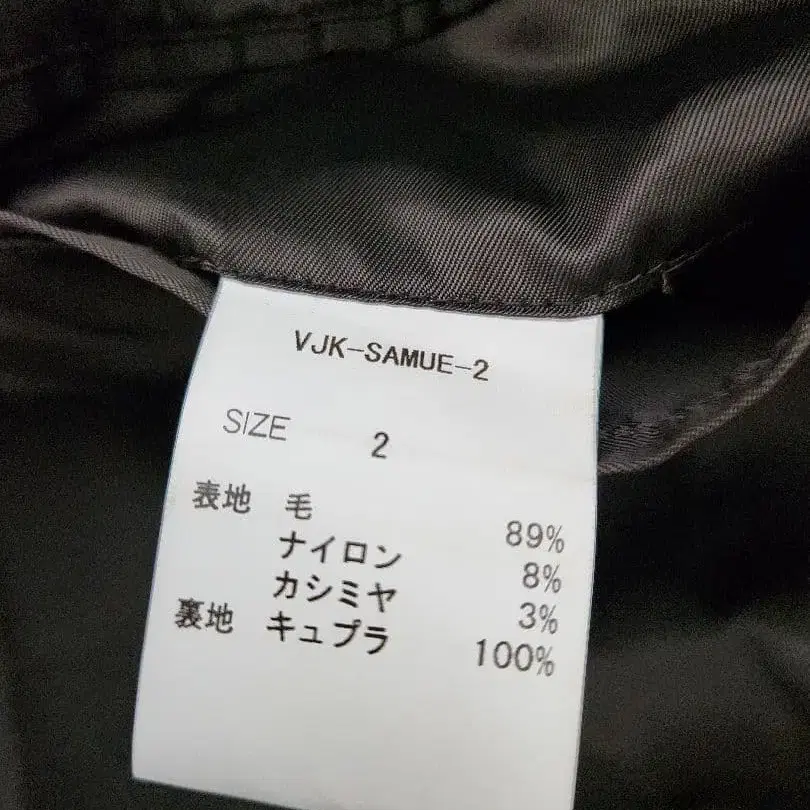 VJK-SAMUE-2
SIZE 2
表地 毛 89%
ナイロン 8%
カシミヤ 3%
裏地 キュプラ 100%